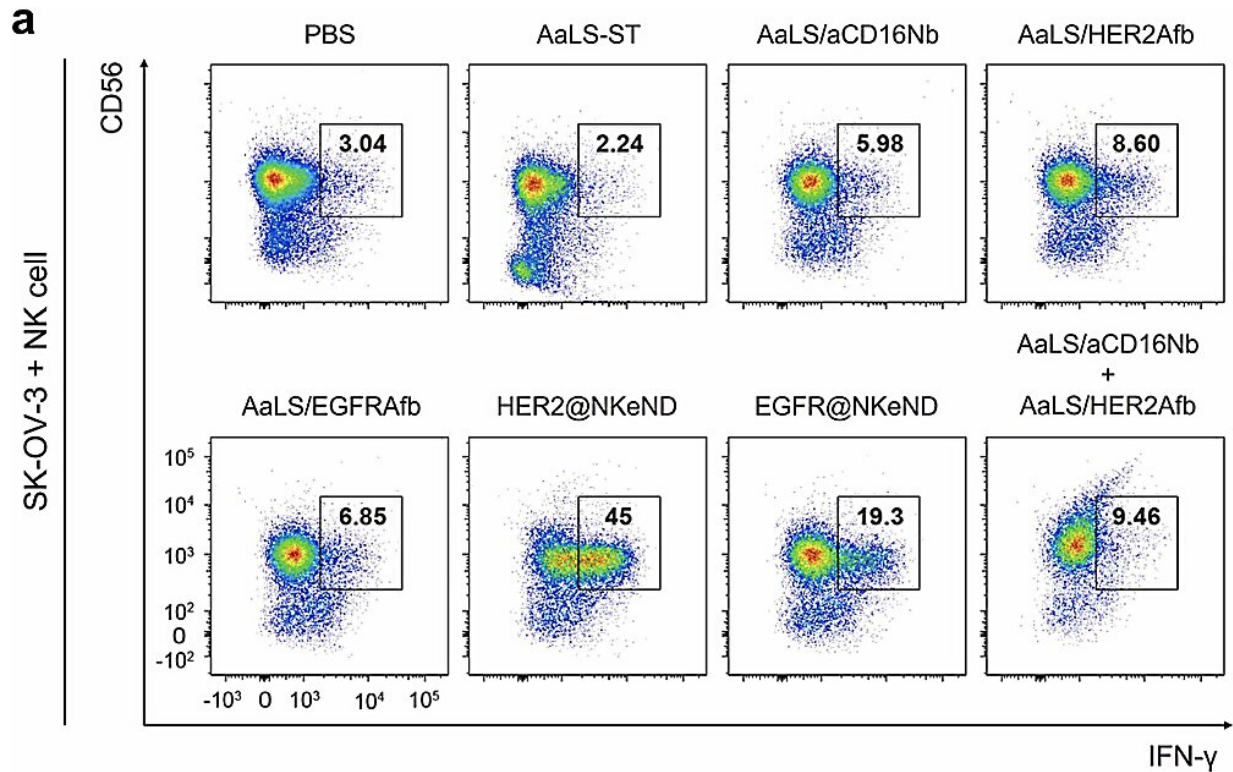 a
PBS
AaLS-ST
AaLS/aCD16Nb
AaLS/HER2Afb
CD56
3.04
2.24
5.98
8.60
SK-OV-3 + NK cell
AaLS/EGFRAfb
HER2@NKeND
EGFR@NKeND
AaLS/aCD16Nb
+
AaLS/HER2Afb
10⁵
10⁴
10³
10²
0
-10²
6.85
45
19.3
9.46
-10³ 0 10³ 10⁴ 10⁵
IFN-γ